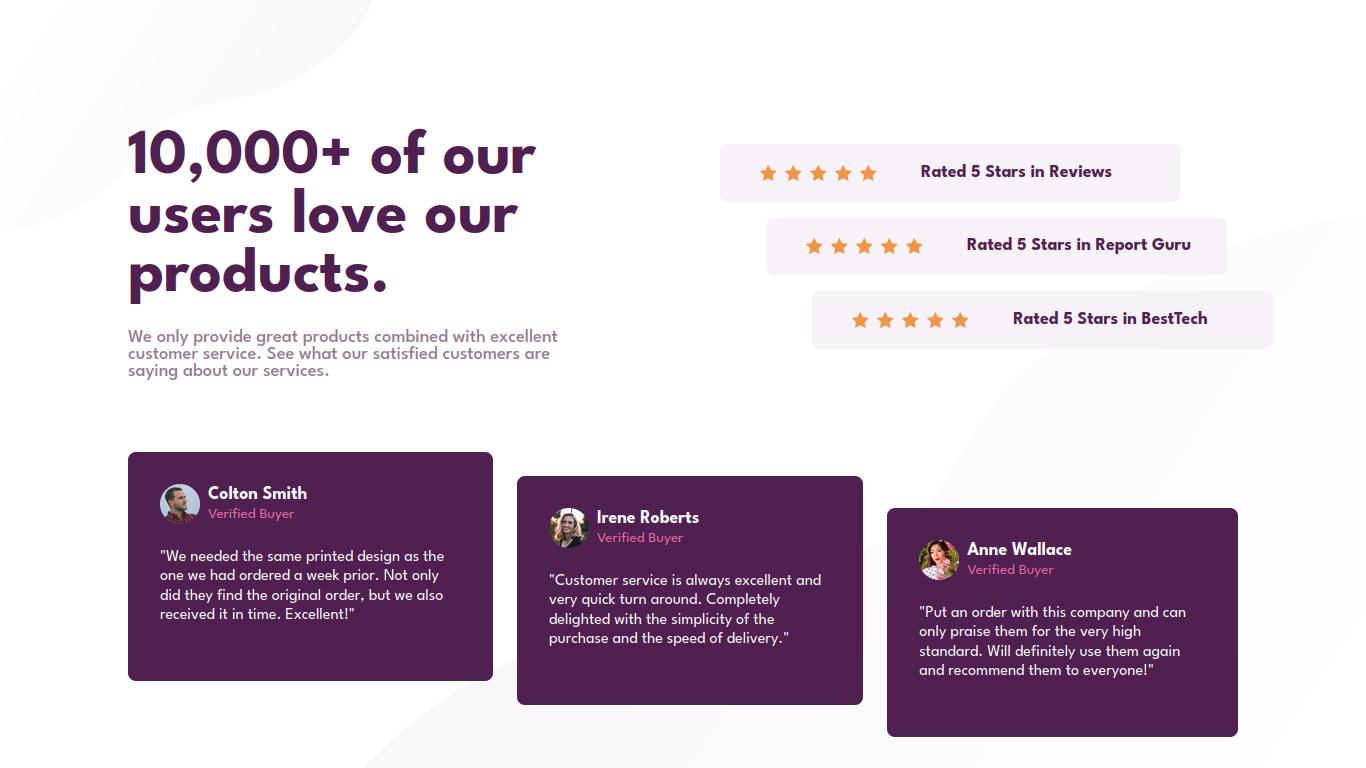 10,000+ of our
users love our
products.
We only provide great products combined with excellent
customer service. See what our satisfied customers are
saying about our services.
Rated 5 Stars in Reviews
Rated 5 Stars in Report Guru
Rated 5 Stars in BestTech
Colton Smith
Verified Buyer
"We needed the same printed design as the
one we had ordered a week prior. Not only
did they find the original order, but we also
received it in time. Excellent!"
Irene Roberts
Verified Buyer
"Customer service is always excellent and
very quick turn around. Completely
delighted with the simplicity of the
purchase and the speed of delivery."
Anne Wallace
Verified Buyer
"Put an order with this company and can
only praise them for the very high
standard. Will definitely use them again
and recommend them to everyone!"